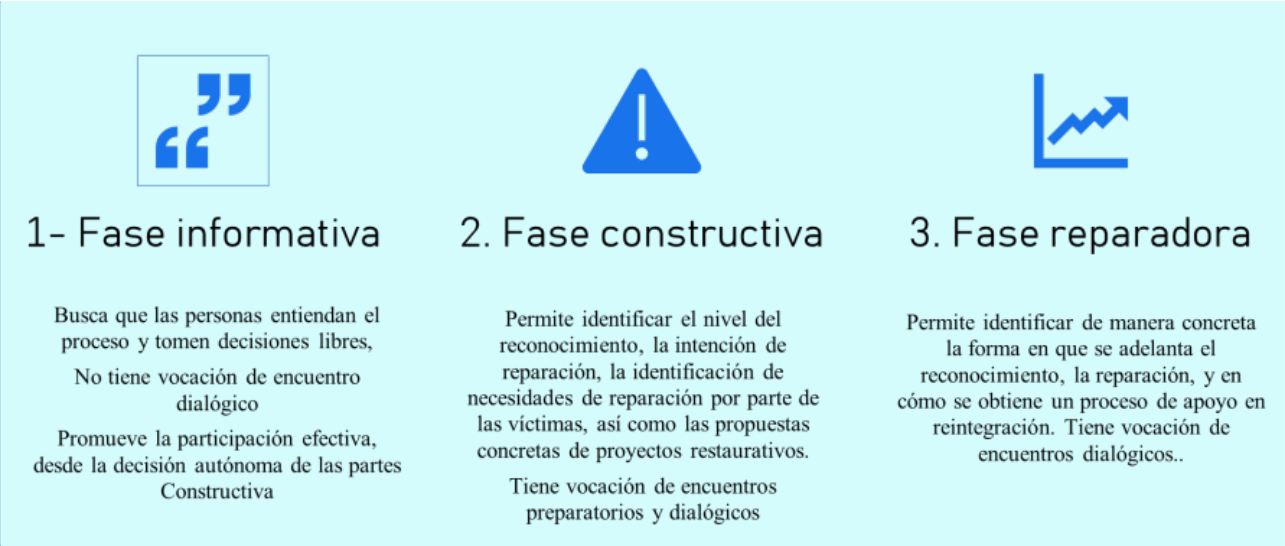 1- Fase informativa
Busca que las personas entiendan el
proceso y tomen decisiones libres,
No tiene vocación de encuentro
dialógico
Promueve la participación efectiva,
desde la decisión autónoma de las partes
Constructiva
2. Fase constructiva
Permite identificar el nivel del
reconocimiento, la intención de
reparación, la identificación de
necesidades de reparación por parte de
las víctimas, así como las propuestas
concretas de proyectos restaurativos.
Tiene vocación de encuentros
preparatorios y dialógicos
3. Fase reparadora
Permite identificar de manera concreta
la forma en que se adelanta el
reconocimiento, la reparación, y en
cómo se obtiene un proceso de apoyo en
reintegración. Tiene vocación de
encuentros dialógicos..